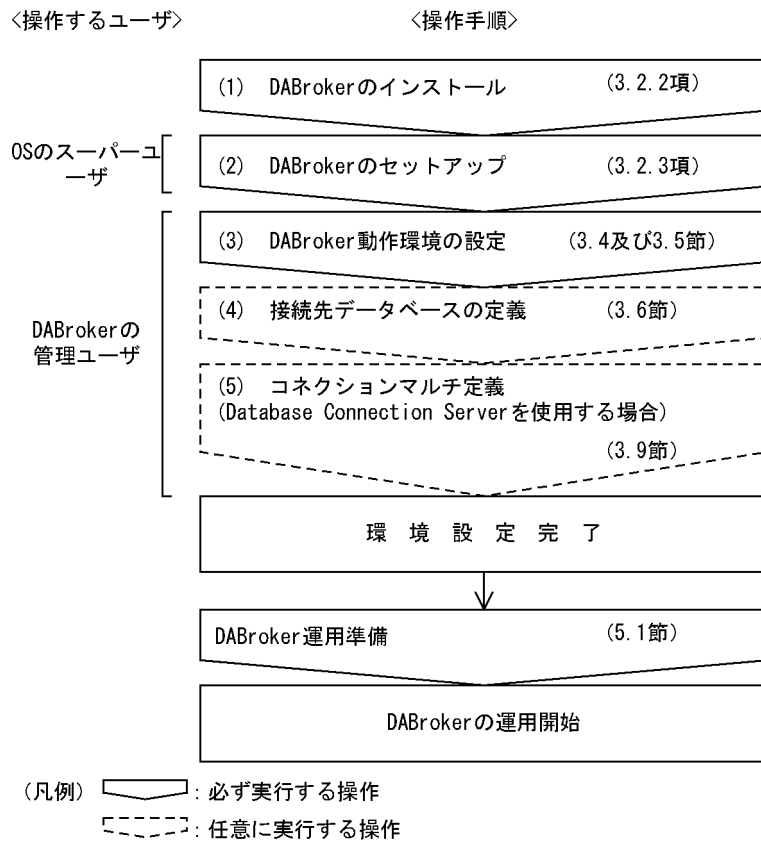 〈操作するユーザ〉 〈操作手順〉
(1) DABrokerのインストール (3.2.2項)
OSのスーパーユ
ーザ
(2) DABrokerのセットアップ (3.2.3項)
(3) DABroker動作環境の設定 (3.4及び3.5節)
DABrokerの
管理ユーザ
(4) 接続先データベースの定義 (3.6節)
(5) コネクションマルチ定義
(Database Connection Serverを使用する場合)
(3.9節)
環 境 設 定 完 了
DABroker運用準備 (5.1節)
DABrokerの運用開始
(凡例) : 必ず実行する操作
: 任意に実行する操作